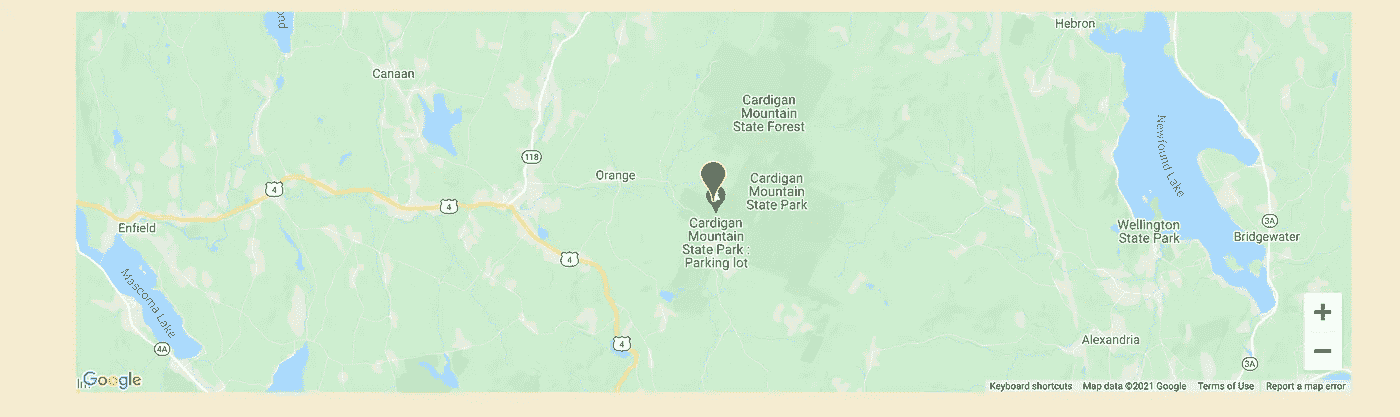 ond
Hebron
Canaan
Cardigan
Mountain
State Forest
118
Orange
Cardigan
Mountain
State Park
4
4
Enfield
Cardigan
Mountain
State Park :
Parking lot
Newfound Lake
Wellington
State Park
3A
Bridgewater
4
Mascoma Lake
4A
4
Alexandria
3A
+
−
Google
Keyboard shortcuts Map data ©2021 Google Terms of Use Report a map error